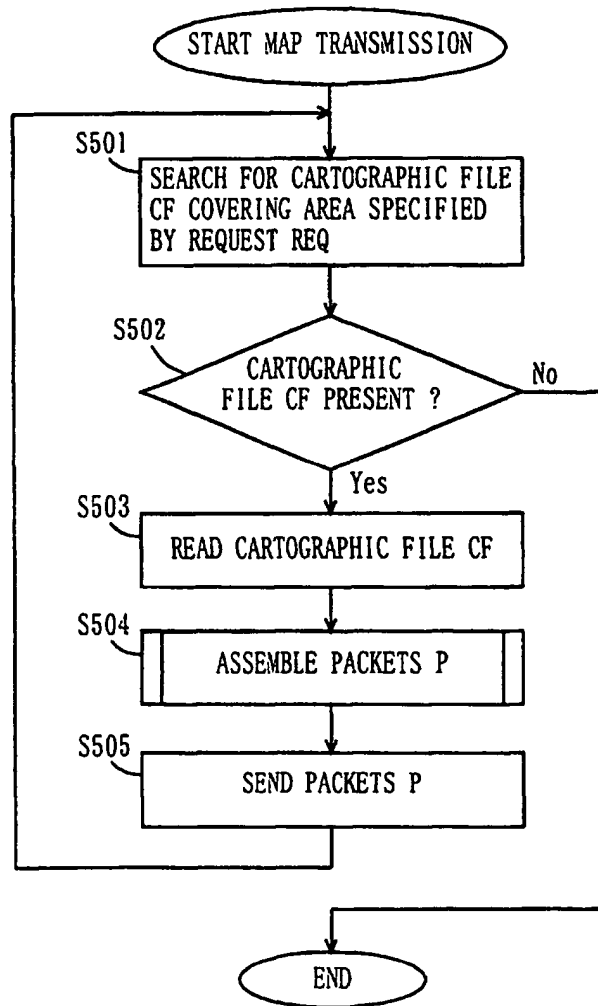 START MAP TRANSMISSION
S501
SEARCH FOR CARTOGRAPHIC FILE
CF COVERING AREA SPECIFIED
BY REQUEST REQ
S502
CARTOGRAPHIC
FILE CF PRESENT ?
No
Yes
S503
READ CARTOGRAPHIC FILE CF
S504
ASSEMBLE PACKETS P
S505
SEND PACKETS P
END